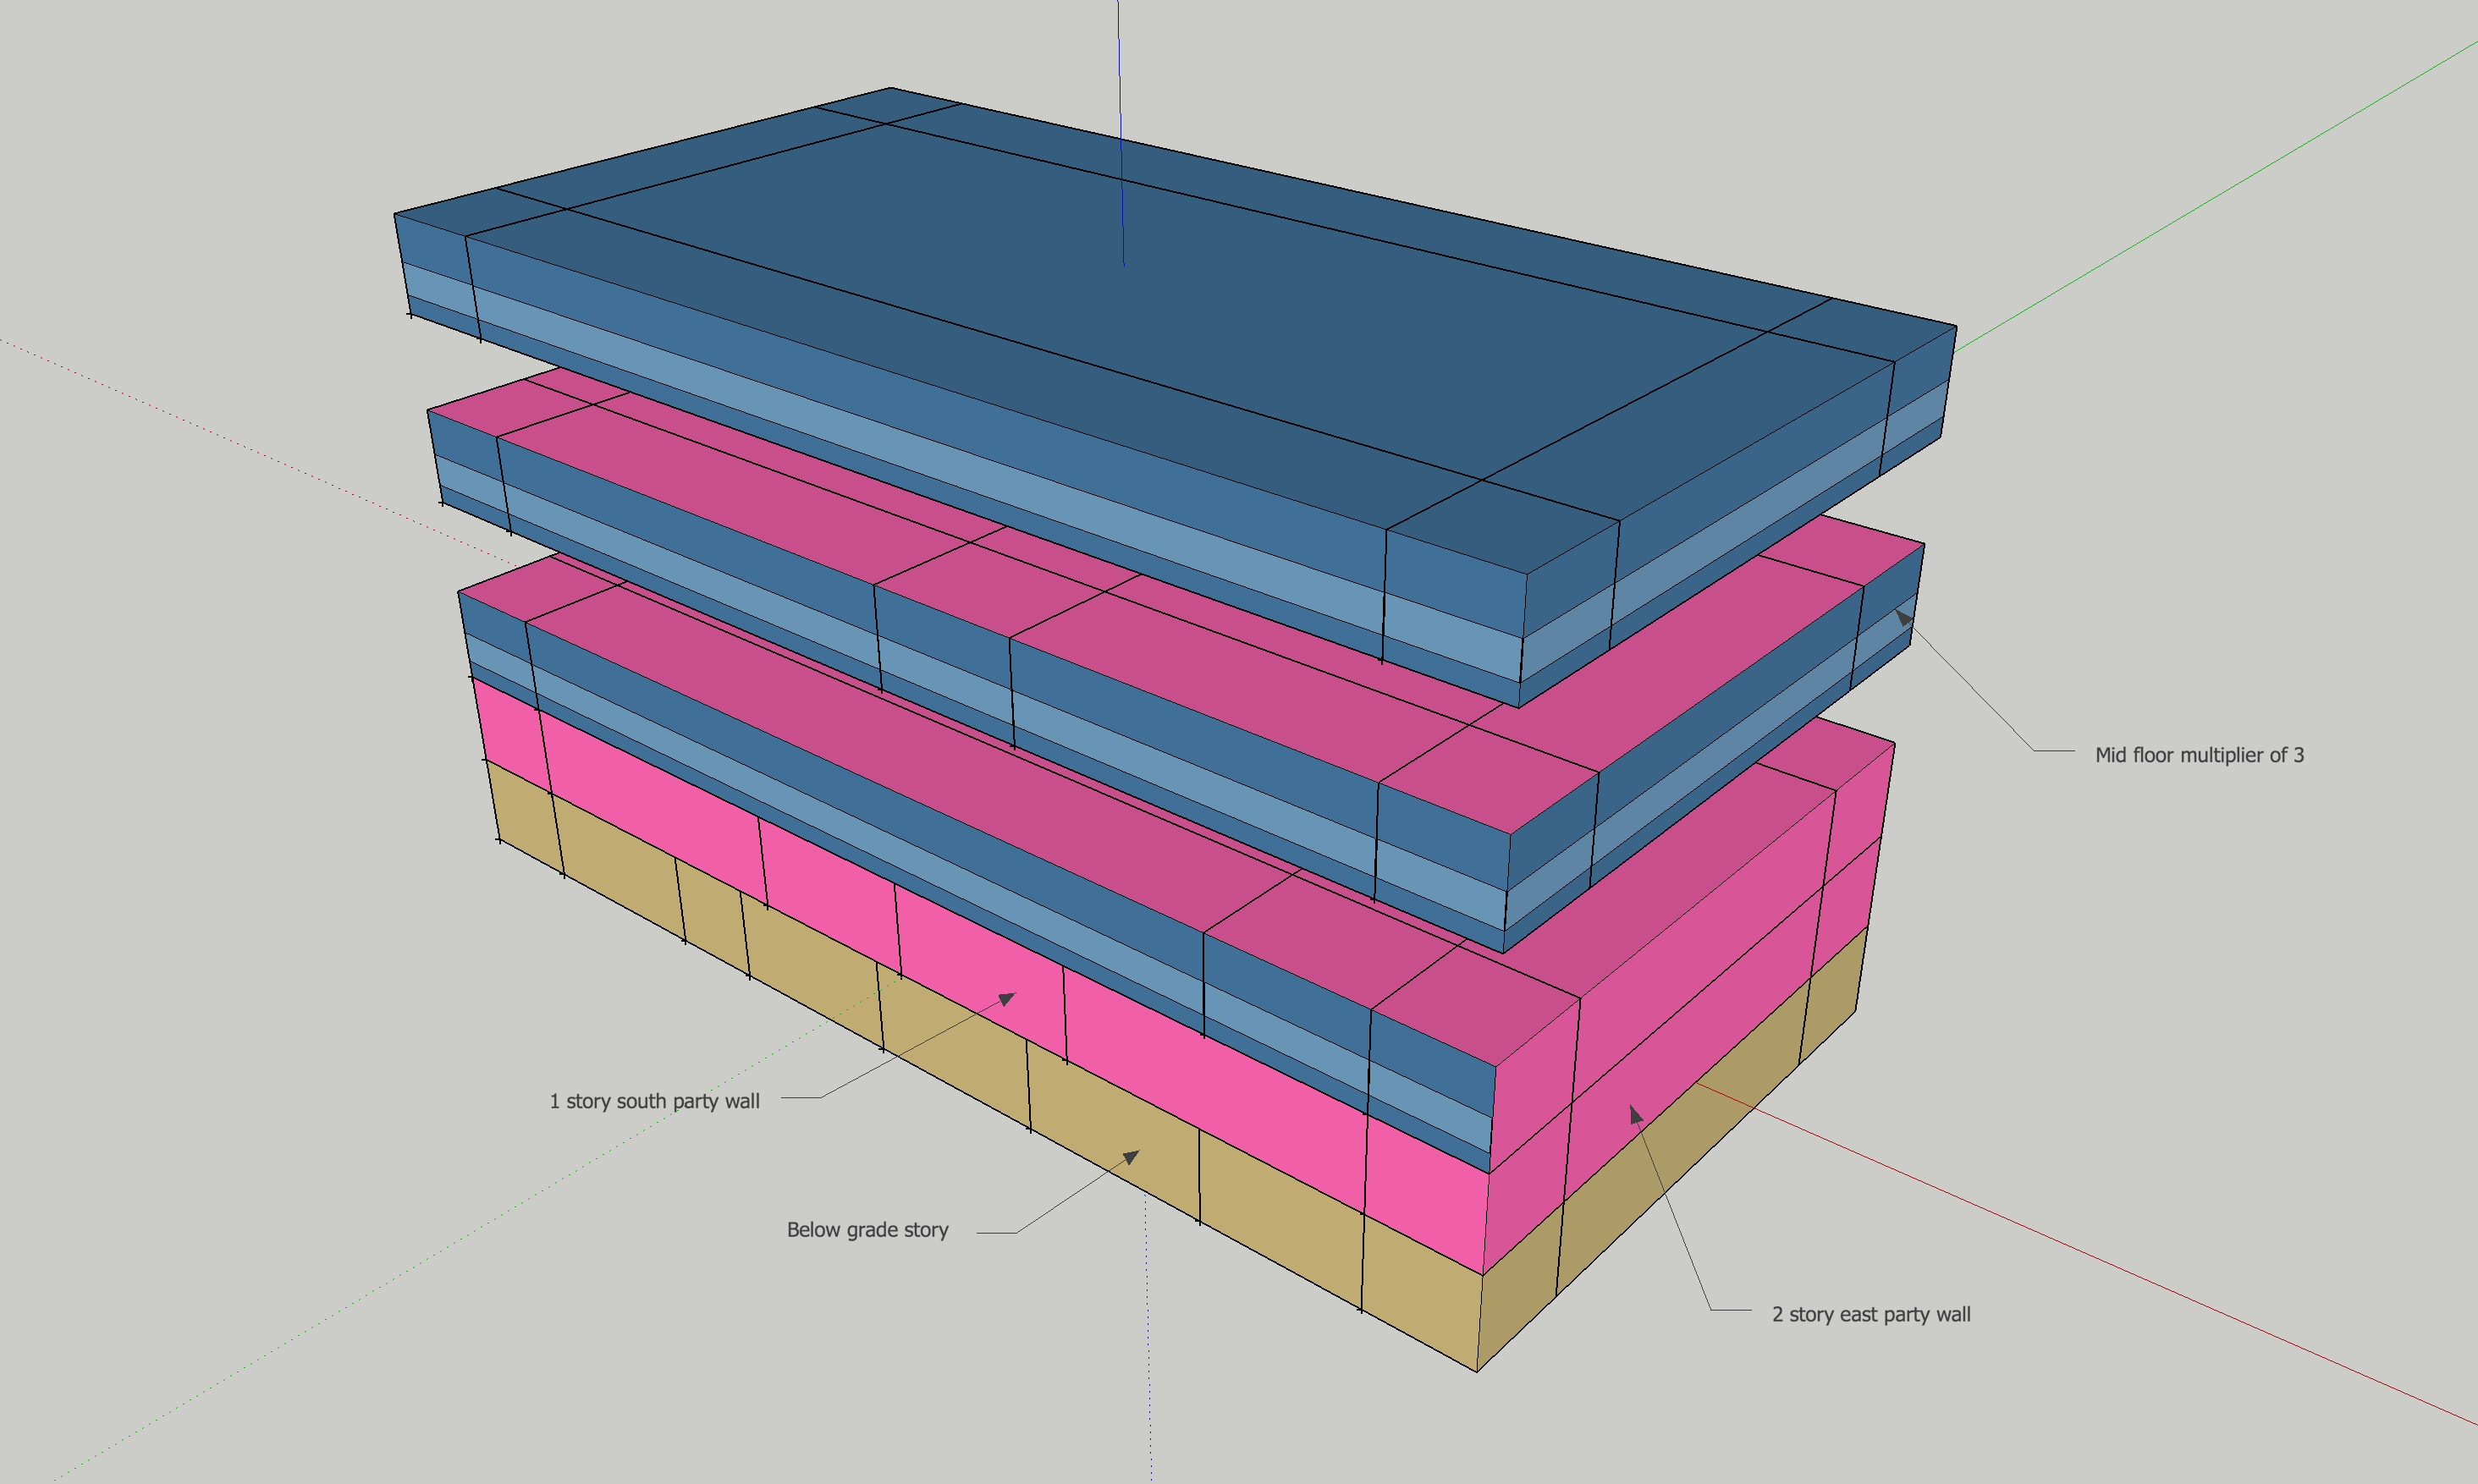 Mid floor multiplier of 3
1 story south party wall
Below grade story
2 story east party wall